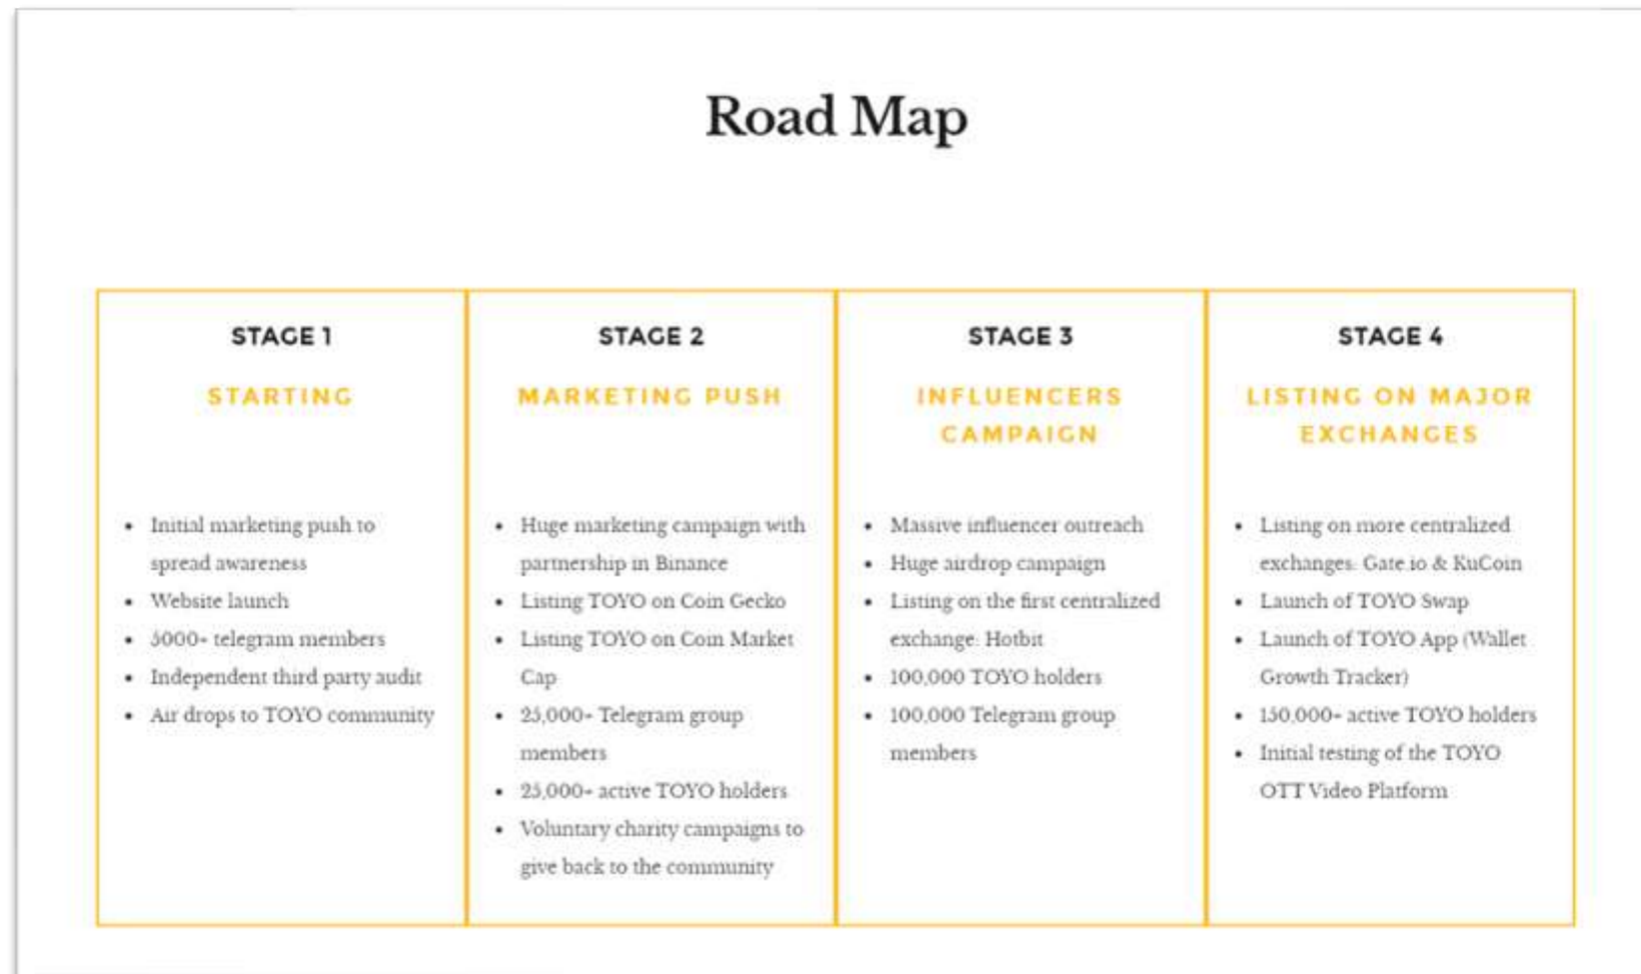 Road Map
STAGE 1
STARTING
• Initial marketing push to
spread awareness
• Website launch
• 5000+ telegram members
• Independent third party audit
• Air drops to TOYO community
STAGE 2
MARKETING PUSH
• Huge marketing campaign with
partnership in Binance
• Listing TOYO on Coin Gecko
• Listing TOYO on Coin Market
Cap
• 25,000+ Telegram group
members
• 25,000+ active TOYO holders
• Voluntary charity campaigns to
give back to the community
STAGE 3
INFLUENCERS
CAMPAIGN
• Massive influencer outreach
• Huge airdrop campaign
• Listing on the first centralized
exchange: Hotbit
• 100,000 TOYO holders
• 100,000 Telegram group
members
STAGE 4
LISTING ON MAJOR
EXCHANGES
• Listing on more centralized
exchanges: Gate.io & KuCoin
• Launch of TOYO Swap
• Launch of TOYO App (Wallet
Growth Tracker)
• 150,000+ active TOYO holders
• Initial testing of the TOYO
OTT Video Platform